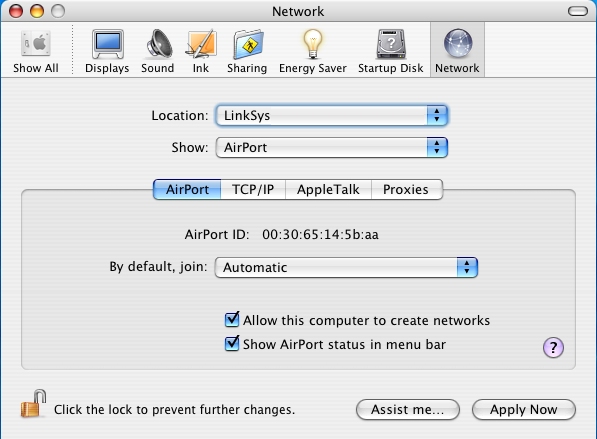 Network
Show All Displays Sound Ink Sharing Energy Saver Startup Disk Network
Location: LinkSys
Show: AirPort
AirPort TCP/IP AppleTalk Proxies
AirPort ID: 00:30:65:14:5b:aa
By default, join: Automatic
Allow this computer to create networks
Show AirPort status in menu bar
?
Click the lock to prevent further changes. Assist me... Apply Now